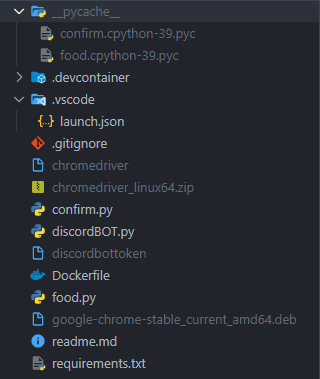 __pycache__
confirm.cpython-39.pyc
food.cpython-39.pyc
.devcontainer
.vscode
launch.json
.gitignore
chromedriver
chromedriver_linux64.zip
confirm.py
discordBOT.py
discordbottoken
Dockerfile
food.py
google-chrome-stable_current_amd64.deb
readme.md
requirements.txt